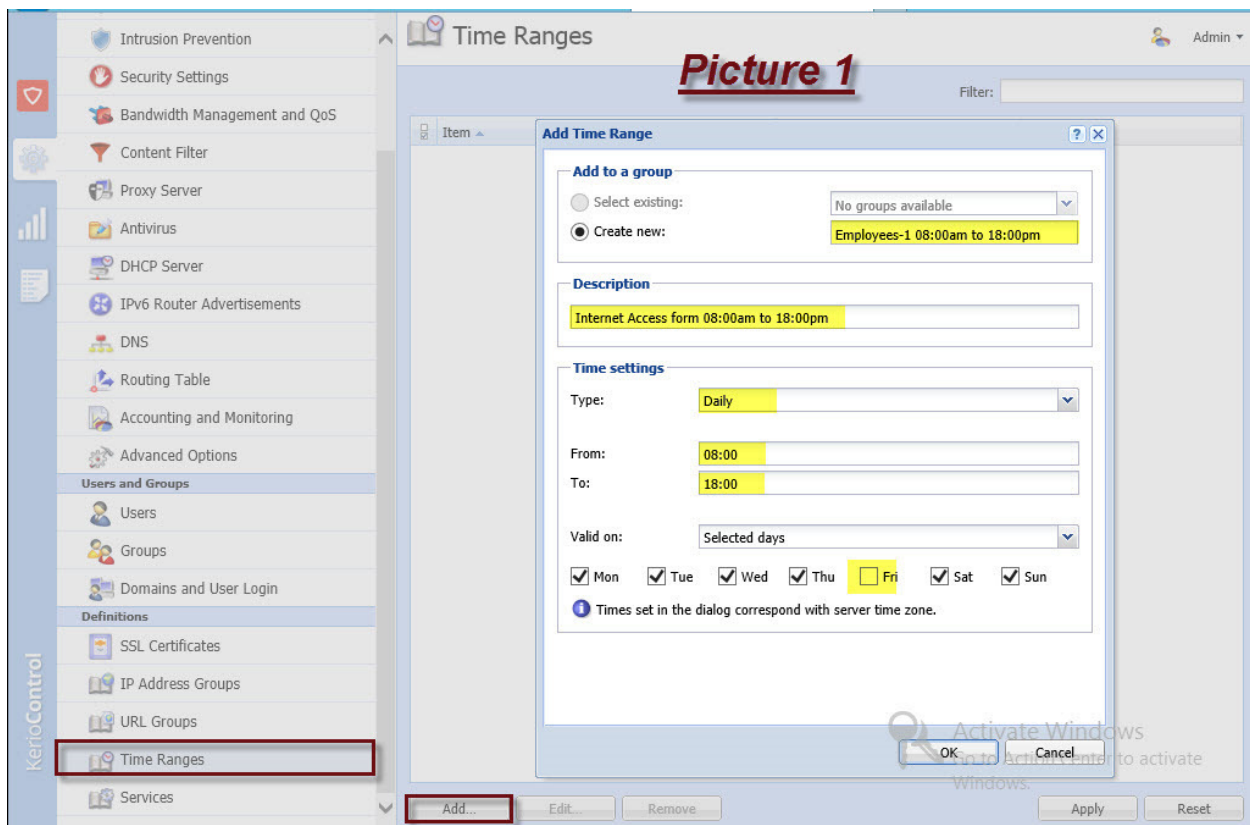 Time Ranges
Admin
Picture 1
Filter:
Item
Intrusion Prevention
Security Settings
Bandwidth Management and QoS
Content Filter
Proxy Server
Antivirus
DHCP Server
IPv6 Router Advertisements
DNS
Routing Table
Accounting and Monitoring
Advanced Options
Users and Groups
Users
Groups
Domains and User Login
Definitions
SSL Certificates
IP Address Groups
URL Groups
Time Ranges
Services
KerioControl
Add Time Range
Add to a group
Select existing: No groups available
Create new: Employees-1 08:00am to 18:00pm
Description
Internet Access form 08:00am to 18:00pm
Time settings
Type: Daily
From: 08:00
To: 18:00
Valid on: Selected days
Mon Tue Wed Thu Fri Sat Sun
Times set in the dialog correspond with server time zone.
OK Cancel
Activate Windows
Go to Action Center to activate
Windows.
Add... Edit... Remove Apply Reset